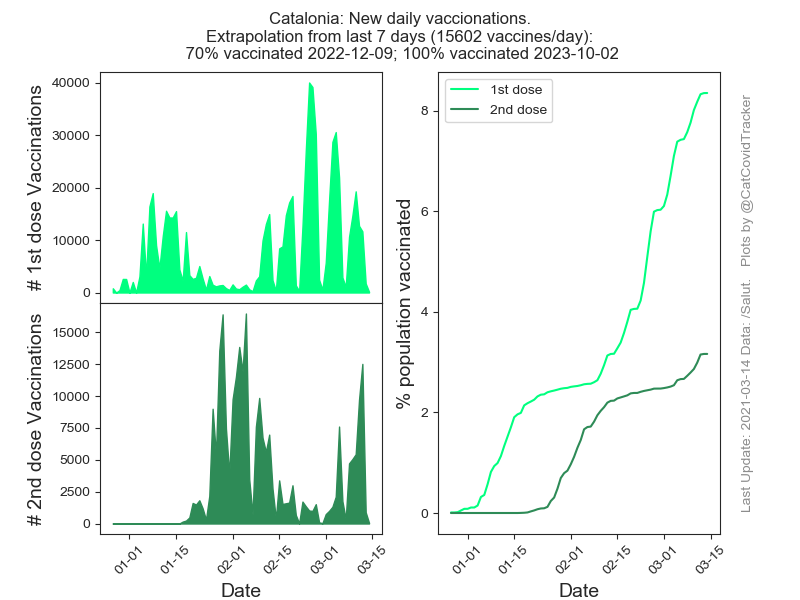 Catalonia: New daily vaccionations.
Extrapolation from last 7 days (15602 vaccines/day):
70% vaccinated 2022-12-09; 100% vaccinated 2023-10-02
# 1st dose Vaccinations
40000
30000
20000
10000
0
# 2nd dose Vaccinations
15000
12500
10000
7500
5000
2500
0
01-01
01-15
02-01
02-15
03-01
03-15
Date
% population vaccinated
8
6
4
2
0
1st dose
2nd dose
01-01
01-15
02-01
02-15
03-01
03-15
Date
Last Update: 2021-03-14 Data: /Salut. Plots by @CatCovidTracker